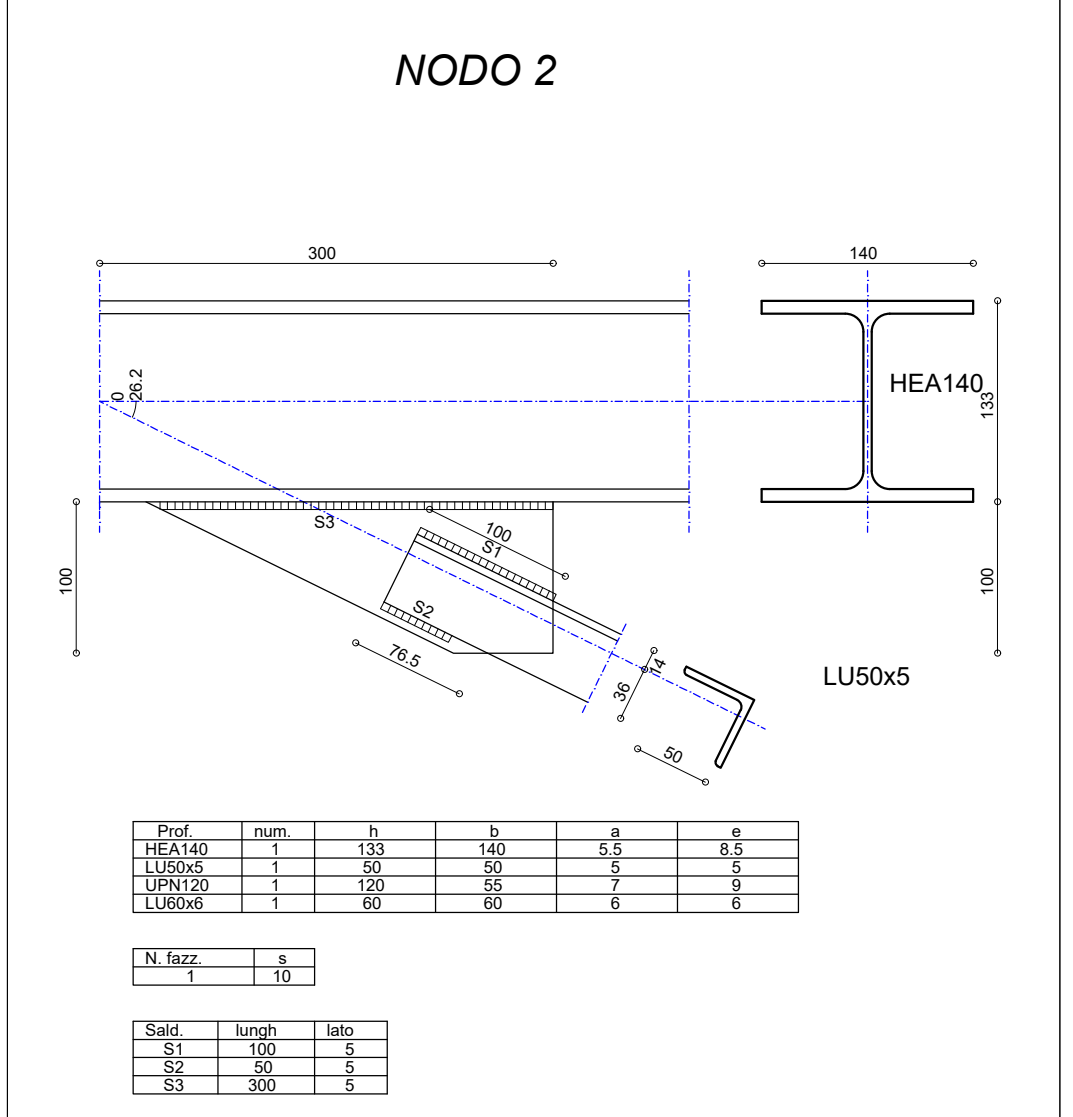 NODO 2
300
140
0
26.2
HEA140
133
S3
100
S1
100
100
S2
76.5
14
36
LU50x5
50
Prof. num. h b a e
HEA140 1 133 140 5.5 8.5
LU50x5 1 50 50 5 5
UPN120 1 120 55 7 9
LU60x6 1 60 60 6 6
N. fazz. s
1 10
Sald. lungh lato
S1 100 5
S2 50 5
S3 300 5